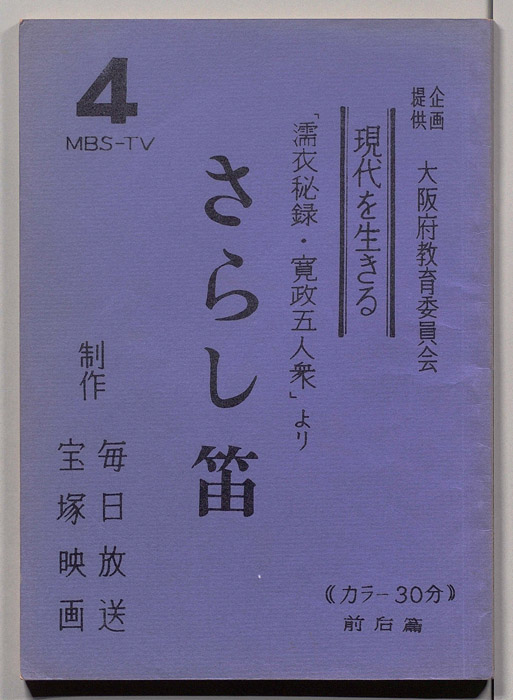 企画
提供
大阪府教育委員会
現代を生きる
「濡衣秘録・寛政五人衆」より
さらし笛
4
MBS-TV
制作
毎日放送
宝塚映画
《カラー30分》
前后篇